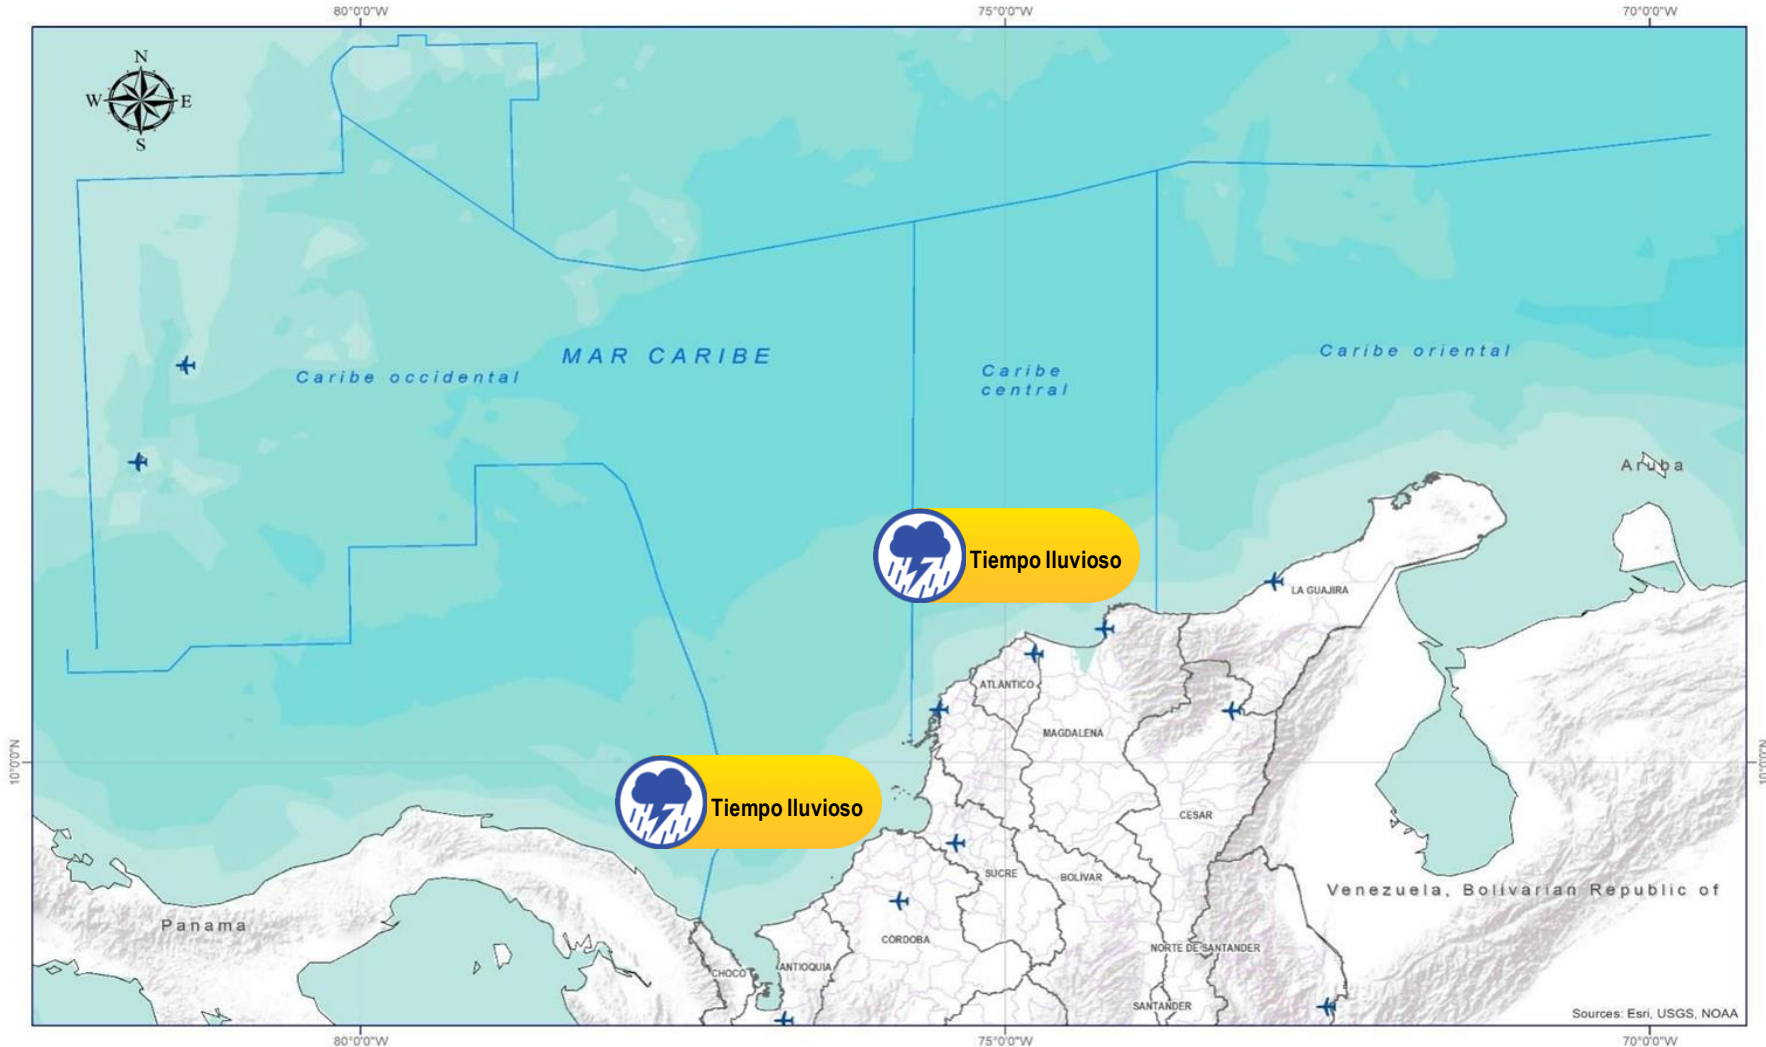 80°0'0"W
75°0'0"W
70°0'0"W
N
W
E
S
MAR CARIBE
Caribe occidental
Caribe
central
Caribe oriental
Aruba
Tiempo lluvioso
LA GUAJIRA
ATLANTICO
MAGDALENA
10°0'0"N
10°0'0"N
Tiempo lluvioso
CESAR
SUCRE
BOLIVAR
Venezuela, Bolivarian Republic of
Panama
CORDOBA
NORTE DE SANTANDER
CHOCO
ANTIOQUIA
SANTANDER
Sources: Esri, USGS, NOAA
80°0'0"W
75°0'0"W
70°0'0"W